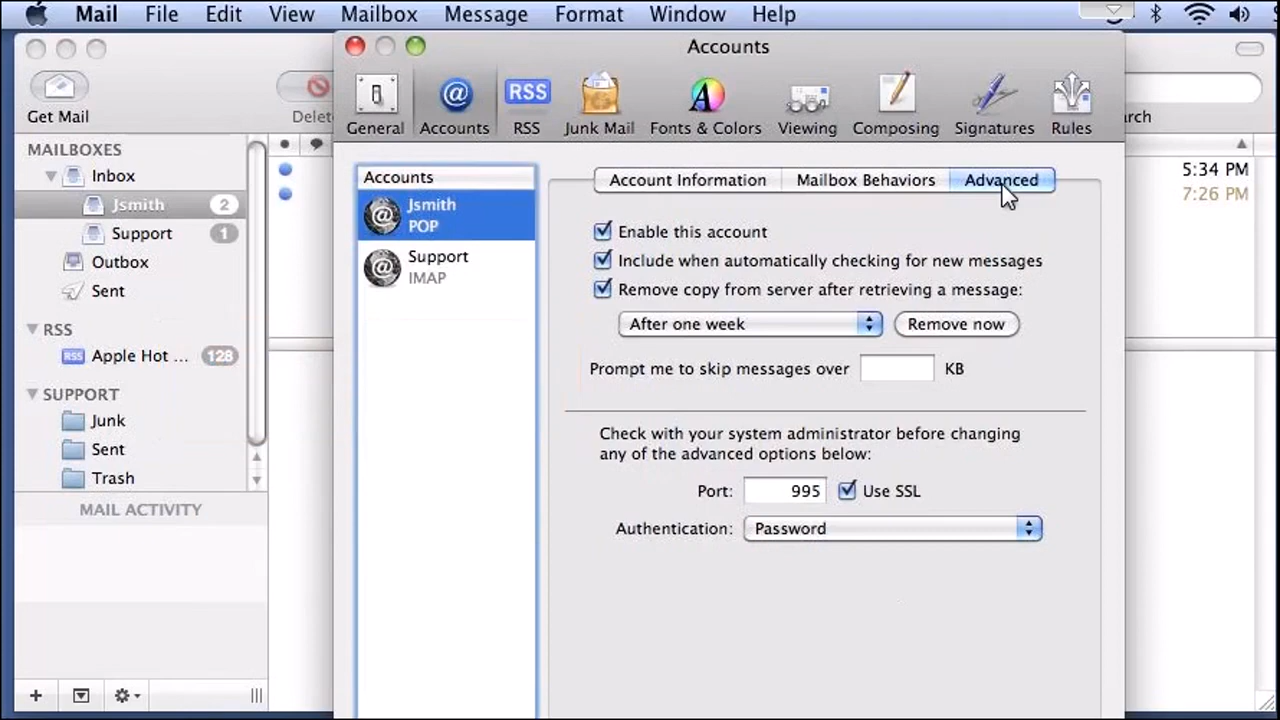 Mail File Edit View Mailbox Message Format Window Help
Accounts
Get Mail
Delet
General Accounts RSS Junk Mail Fonts & Colors Viewing Composing Signatures Rules
RSS
arch
MAILBOXES
Inbox
Jsmith 2
Support 1
Outbox
Sent
RSS
RSS Apple Hot ... 128
SUPPORT
Junk
Sent
Trash
MAIL ACTIVITY
5:34 PM
7:26 PM
Accounts
Jsmith
POP
Support
IMAP
Account Information Mailbox Behaviors Advanced
Enable this account
Include when automatically checking for new messages
Remove copy from server after retrieving a message:
After one week Remove now
Prompt me to skip messages over KB
Check with your system administrator before changing
any of the advanced options below:
Port: 995 Use SSL
Authentication: Password